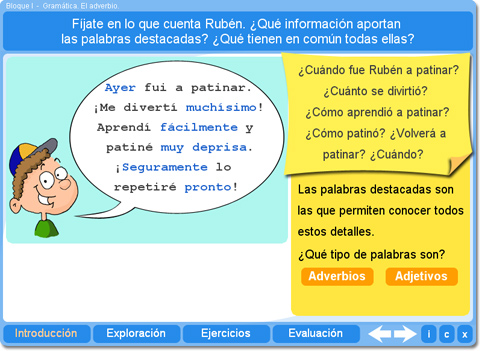 Bloque I - Gramática. El adverbio.
Fíjate en lo que cuenta Rubén. ¿Qué información aportan
las palabras destacadas? ¿Qué tienen en común todas ellas?
Ayer fui a patinar.
¡Me divertí muchísimo!
Aprendí fácilmente y
patiné muy deprisa.
¡Seguramente lo
repetiré pronto!
¿Cuándo fue Rubén a patinar?
¿Cuánto se divirtió?
¿Cómo aprendió a patinar?
¿Cómo patinó? ¿Volverá a
patinar? ¿Cuándo?
Las palabras destacadas son
las que permiten conocer todos
estos detalles.
¿Qué tipo de palabras son?
Adverbios Adjetivos
Introducción Exploración Ejercicios Evaluación i c x